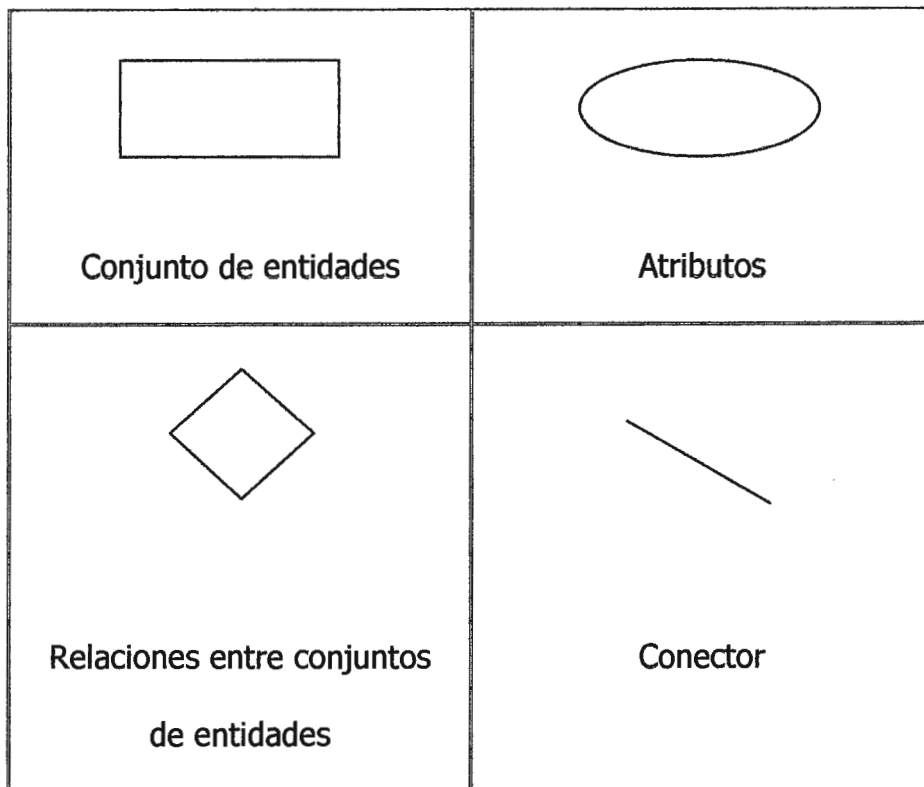 Conjunto de entidades
Atributos
Relaciones entre conjuntos
de entidades
Conector